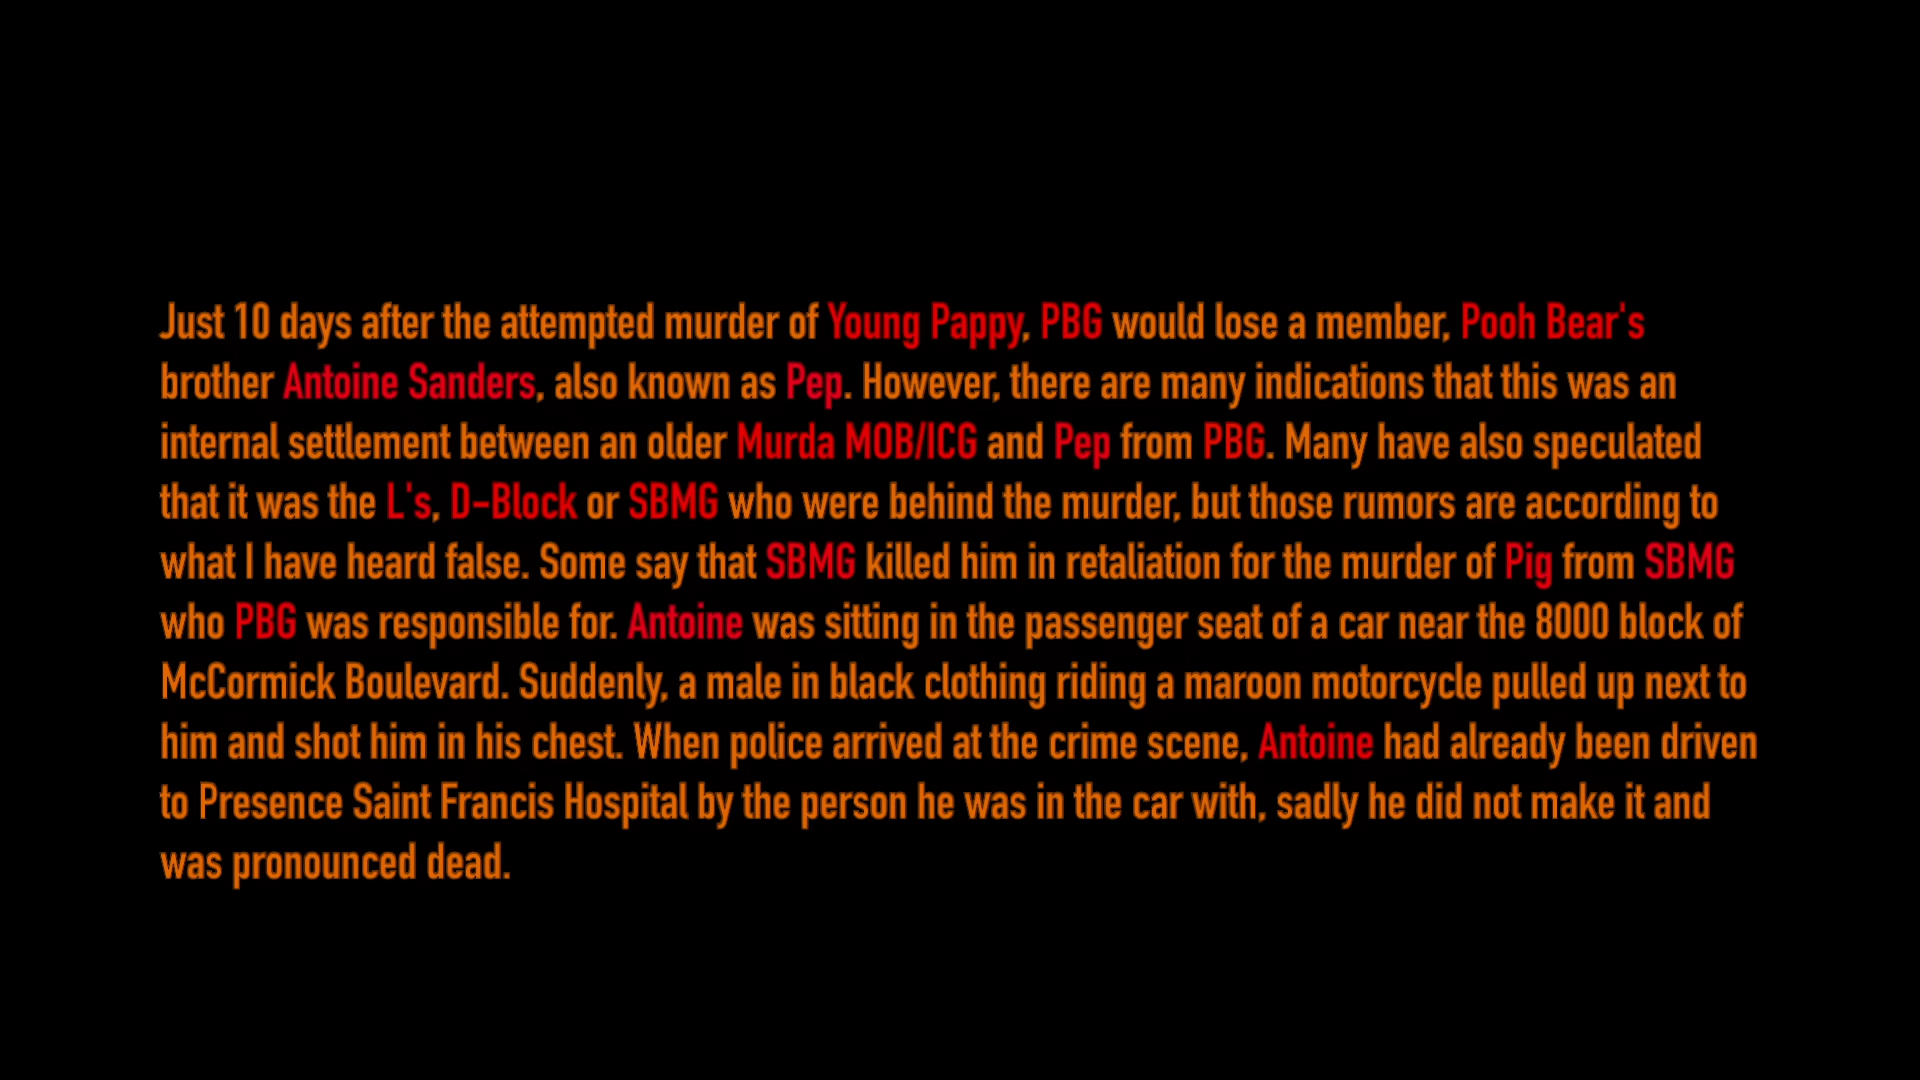 Just 10 days after the attempted murder of Young Pappy, PBG would lose a member, Pooh Bear's
brother Antoine Sanders, also known as Pep. However, there are many indications that this was an
internal settlement between an older Murda MOB/ICG and Pep from PBG. Many have also speculated
that it was the L's, D-Block or SBMG who were behind the murder, but those rumors are according to
what I have heard false. Some say that SBMG killed him in retaliation for the murder of Pig from SBMG
who PBG was responsible for. Antoine was sitting in the passenger seat of a car near the 8000 block of
McCormick Boulevard. Suddenly, a male in black clothing riding a maroon motorcycle pulled up next to
him and shot him in his chest. When police arrived at the crime scene, Antoine had already been driven
to Presence Saint Francis Hospital by the person he was in the car with, sadly he did not make it and
was pronounced dead.